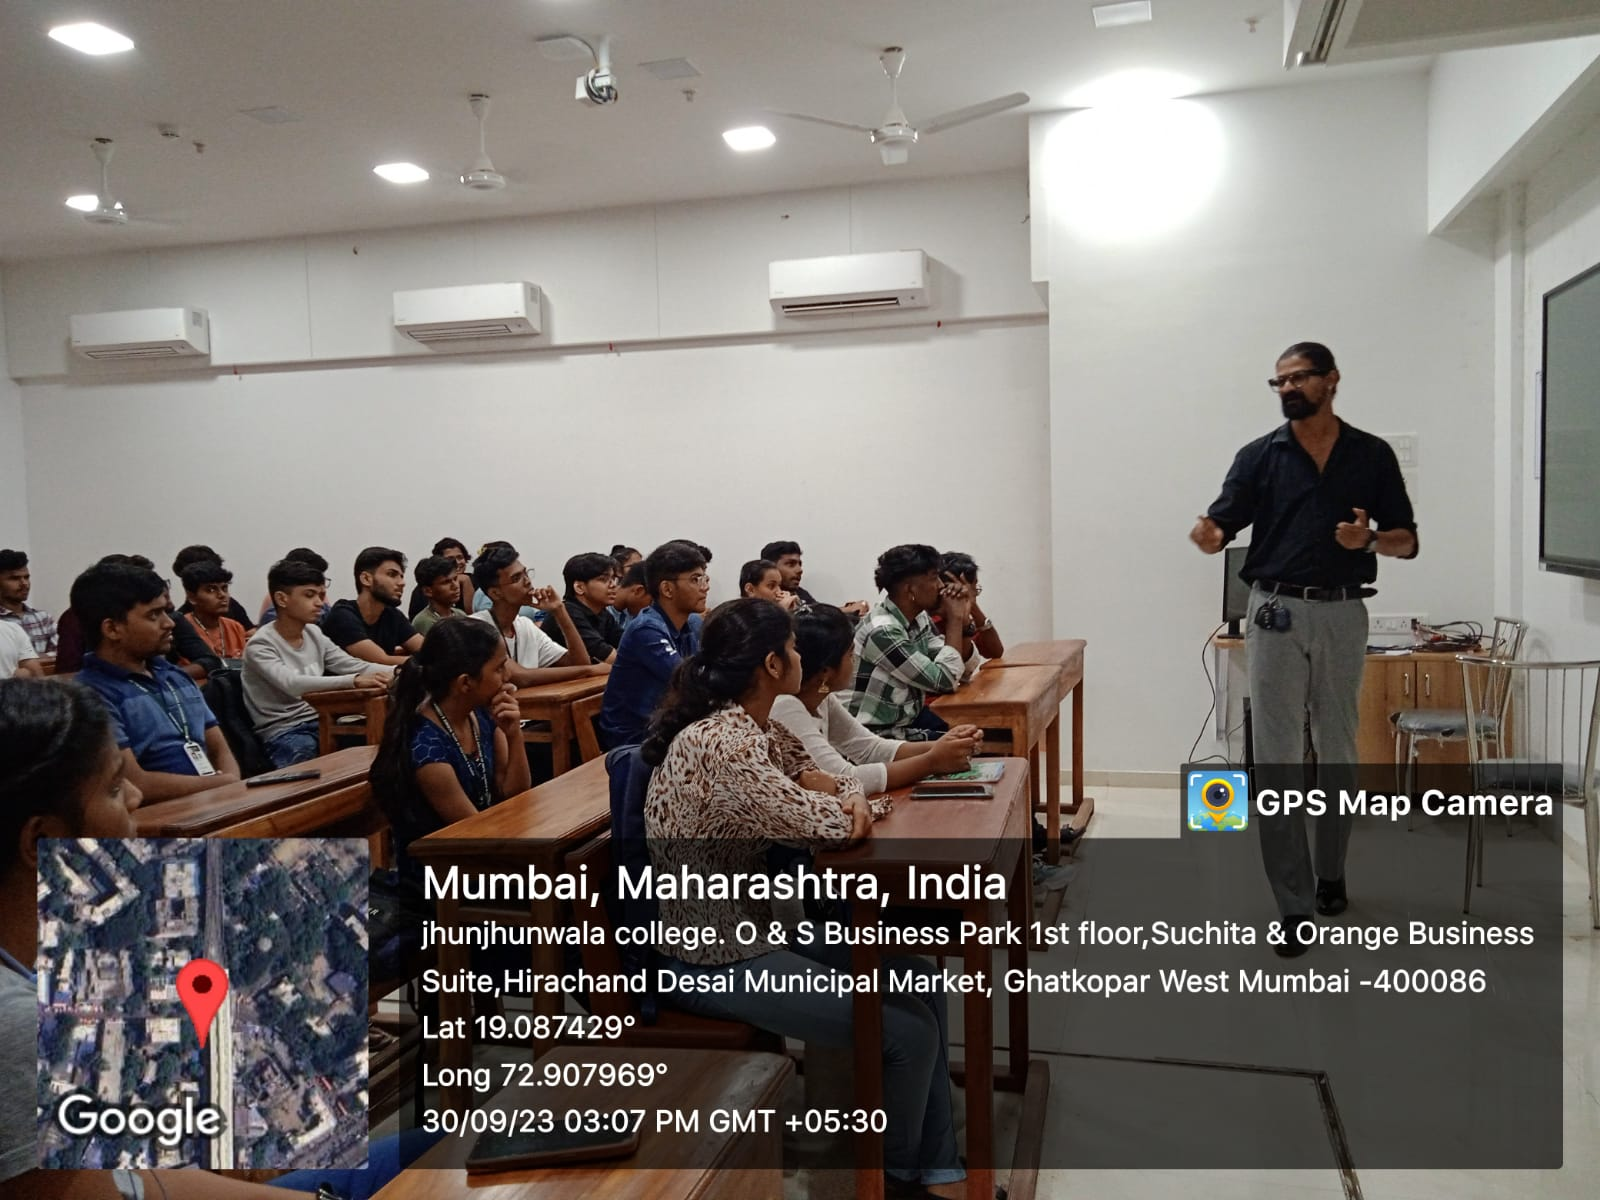 GPS Map Camera
Mumbai, Maharashtra, India
jhunjhunwala college. O & S Business Park 1st floor,Suchita & Orange Business
Suite,Hirachand Desai Municipal Market, Ghatkopar West Mumbai -400086
Lat 19.087429°
Long 72.907969°
30/09/23 03:07 PM GMT +05:30
Google